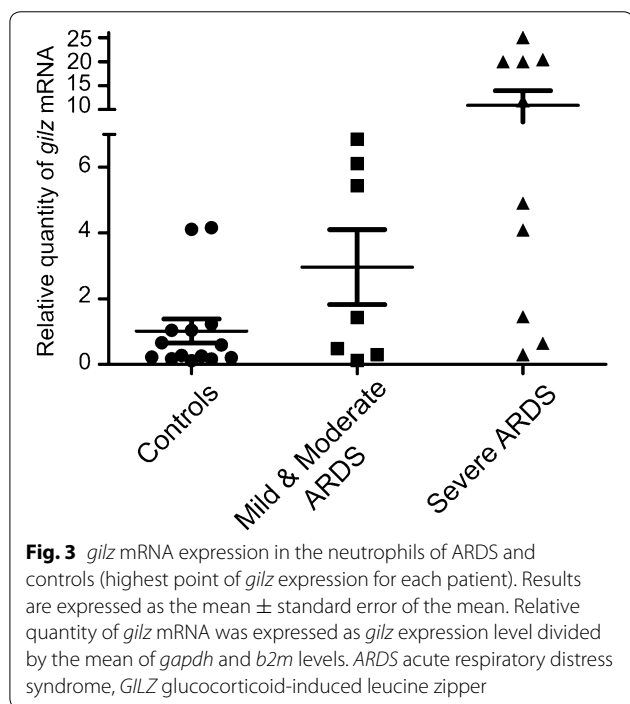 Relative quantity of gilz mRNA
25
20
15
10
6
4
2
0
Controls
Mild & Moderate
ARDS
Severe ARDS
Fig. 3 gilz mRNA expression in the neutrophils of ARDS and
controls (highest point of gilz expression for each patient). Results
are expressed as the mean ± standard error of the mean. Relative
quantity of gilz mRNA was expressed as gilz expression level divided
by the mean of gapdh and b2m levels. ARDS acute respiratory distress
syndrome, GILZ glucocorticoid-induced leucine zipper